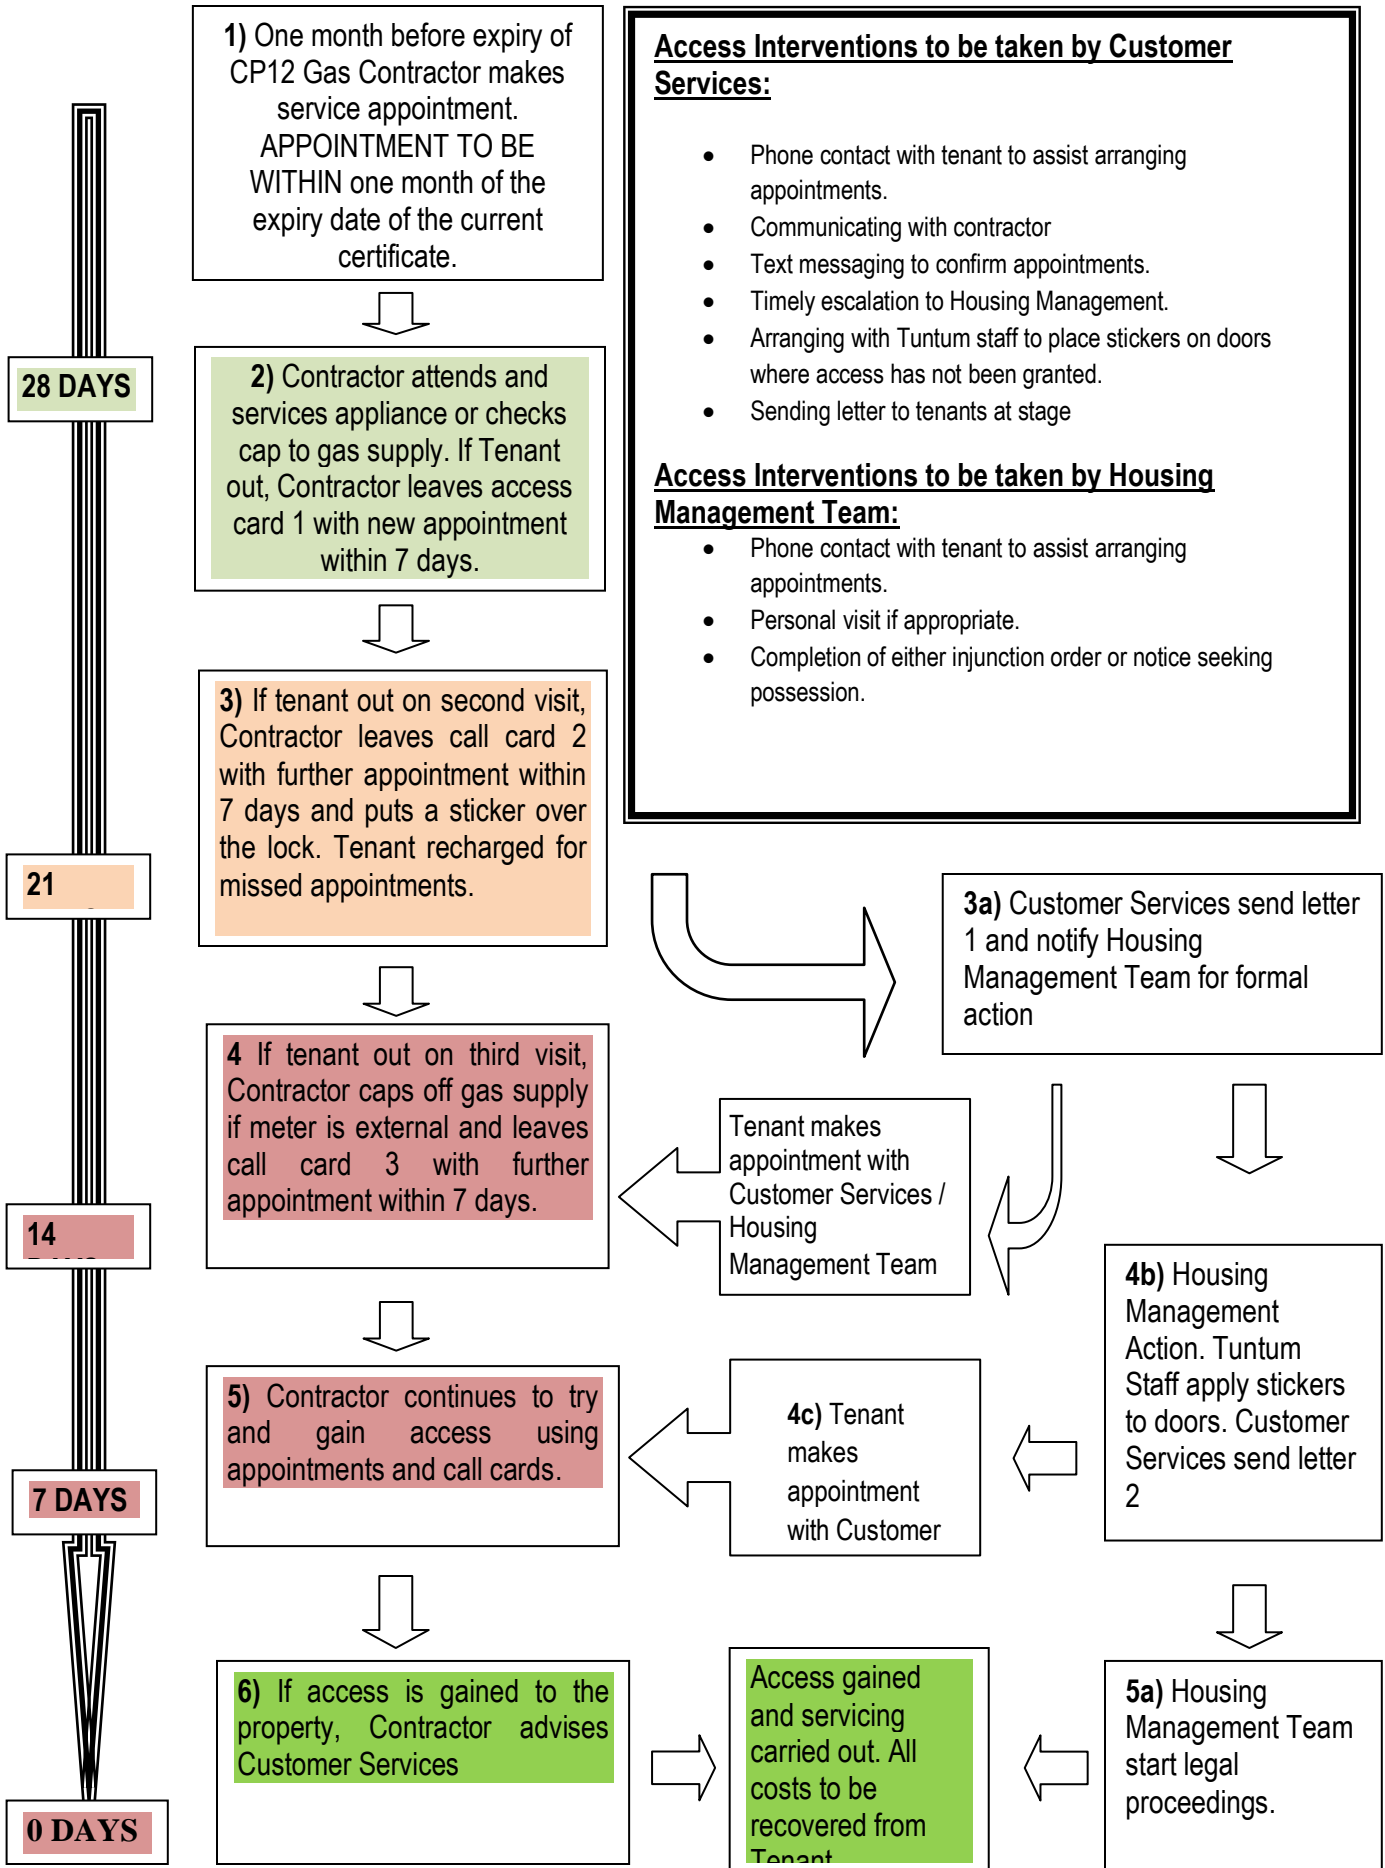 1) One month before expiry of
CP12 Gas Contractor makes
service appointment.
APPOINTMENT TO BE
WITHIN one month of the
expiry date of the current
certificate.
Access Interventions to be taken by Customer
Services:
• Phone contact with tenant to assist arranging
appointments.
• Communicating with contractor
• Text messaging to confirm appointments.
• Timely escalation to Housing Management.
• Arranging with Tuntum staff to place stickers on doors
where access has not been granted.
• Sending letter to tenants at stage
Access Interventions to be taken by Housing
Management Team:
• Phone contact with tenant to assist arranging
appointments.
• Personal visit if appropriate.
• Completion of either injunction order or notice seeking
possession.
28 DAYS
2) Contractor attends and
services appliance or checks
cap to gas supply. If Tenant
out, Contractor leaves access
card 1 with new appointment
within 7 days.
3) If tenant out on second visit,
Contractor leaves call card 2
with further appointment within
7 days and puts a sticker over
the lock. Tenant recharged for
missed appointments.
21
3a) Customer Services send letter
1 and notify Housing
Management Team for formal
action
4 If tenant out on third visit,
Contractor caps off gas supply
if meter is external and leaves
call card 3 with further
appointment within 7 days.
Tenant makes
appointment with
Customer Services /
Housing
Management Team
14
4b) Housing
Management
Action. Tuntum
Staff apply stickers
to doors. Customer
Services send letter
2
5) Contractor continues to try
and gain access using
appointments and call cards.
4c) Tenant
makes
appointment
with Customer
7 DAYS
6) If access is gained to the
property, Contractor advises
Customer Services
Access gained
and servicing
carried out. All
costs to be
recovered from
Tenant
5a) Housing
Management Team
start legal
proceedings.
0 DAYS